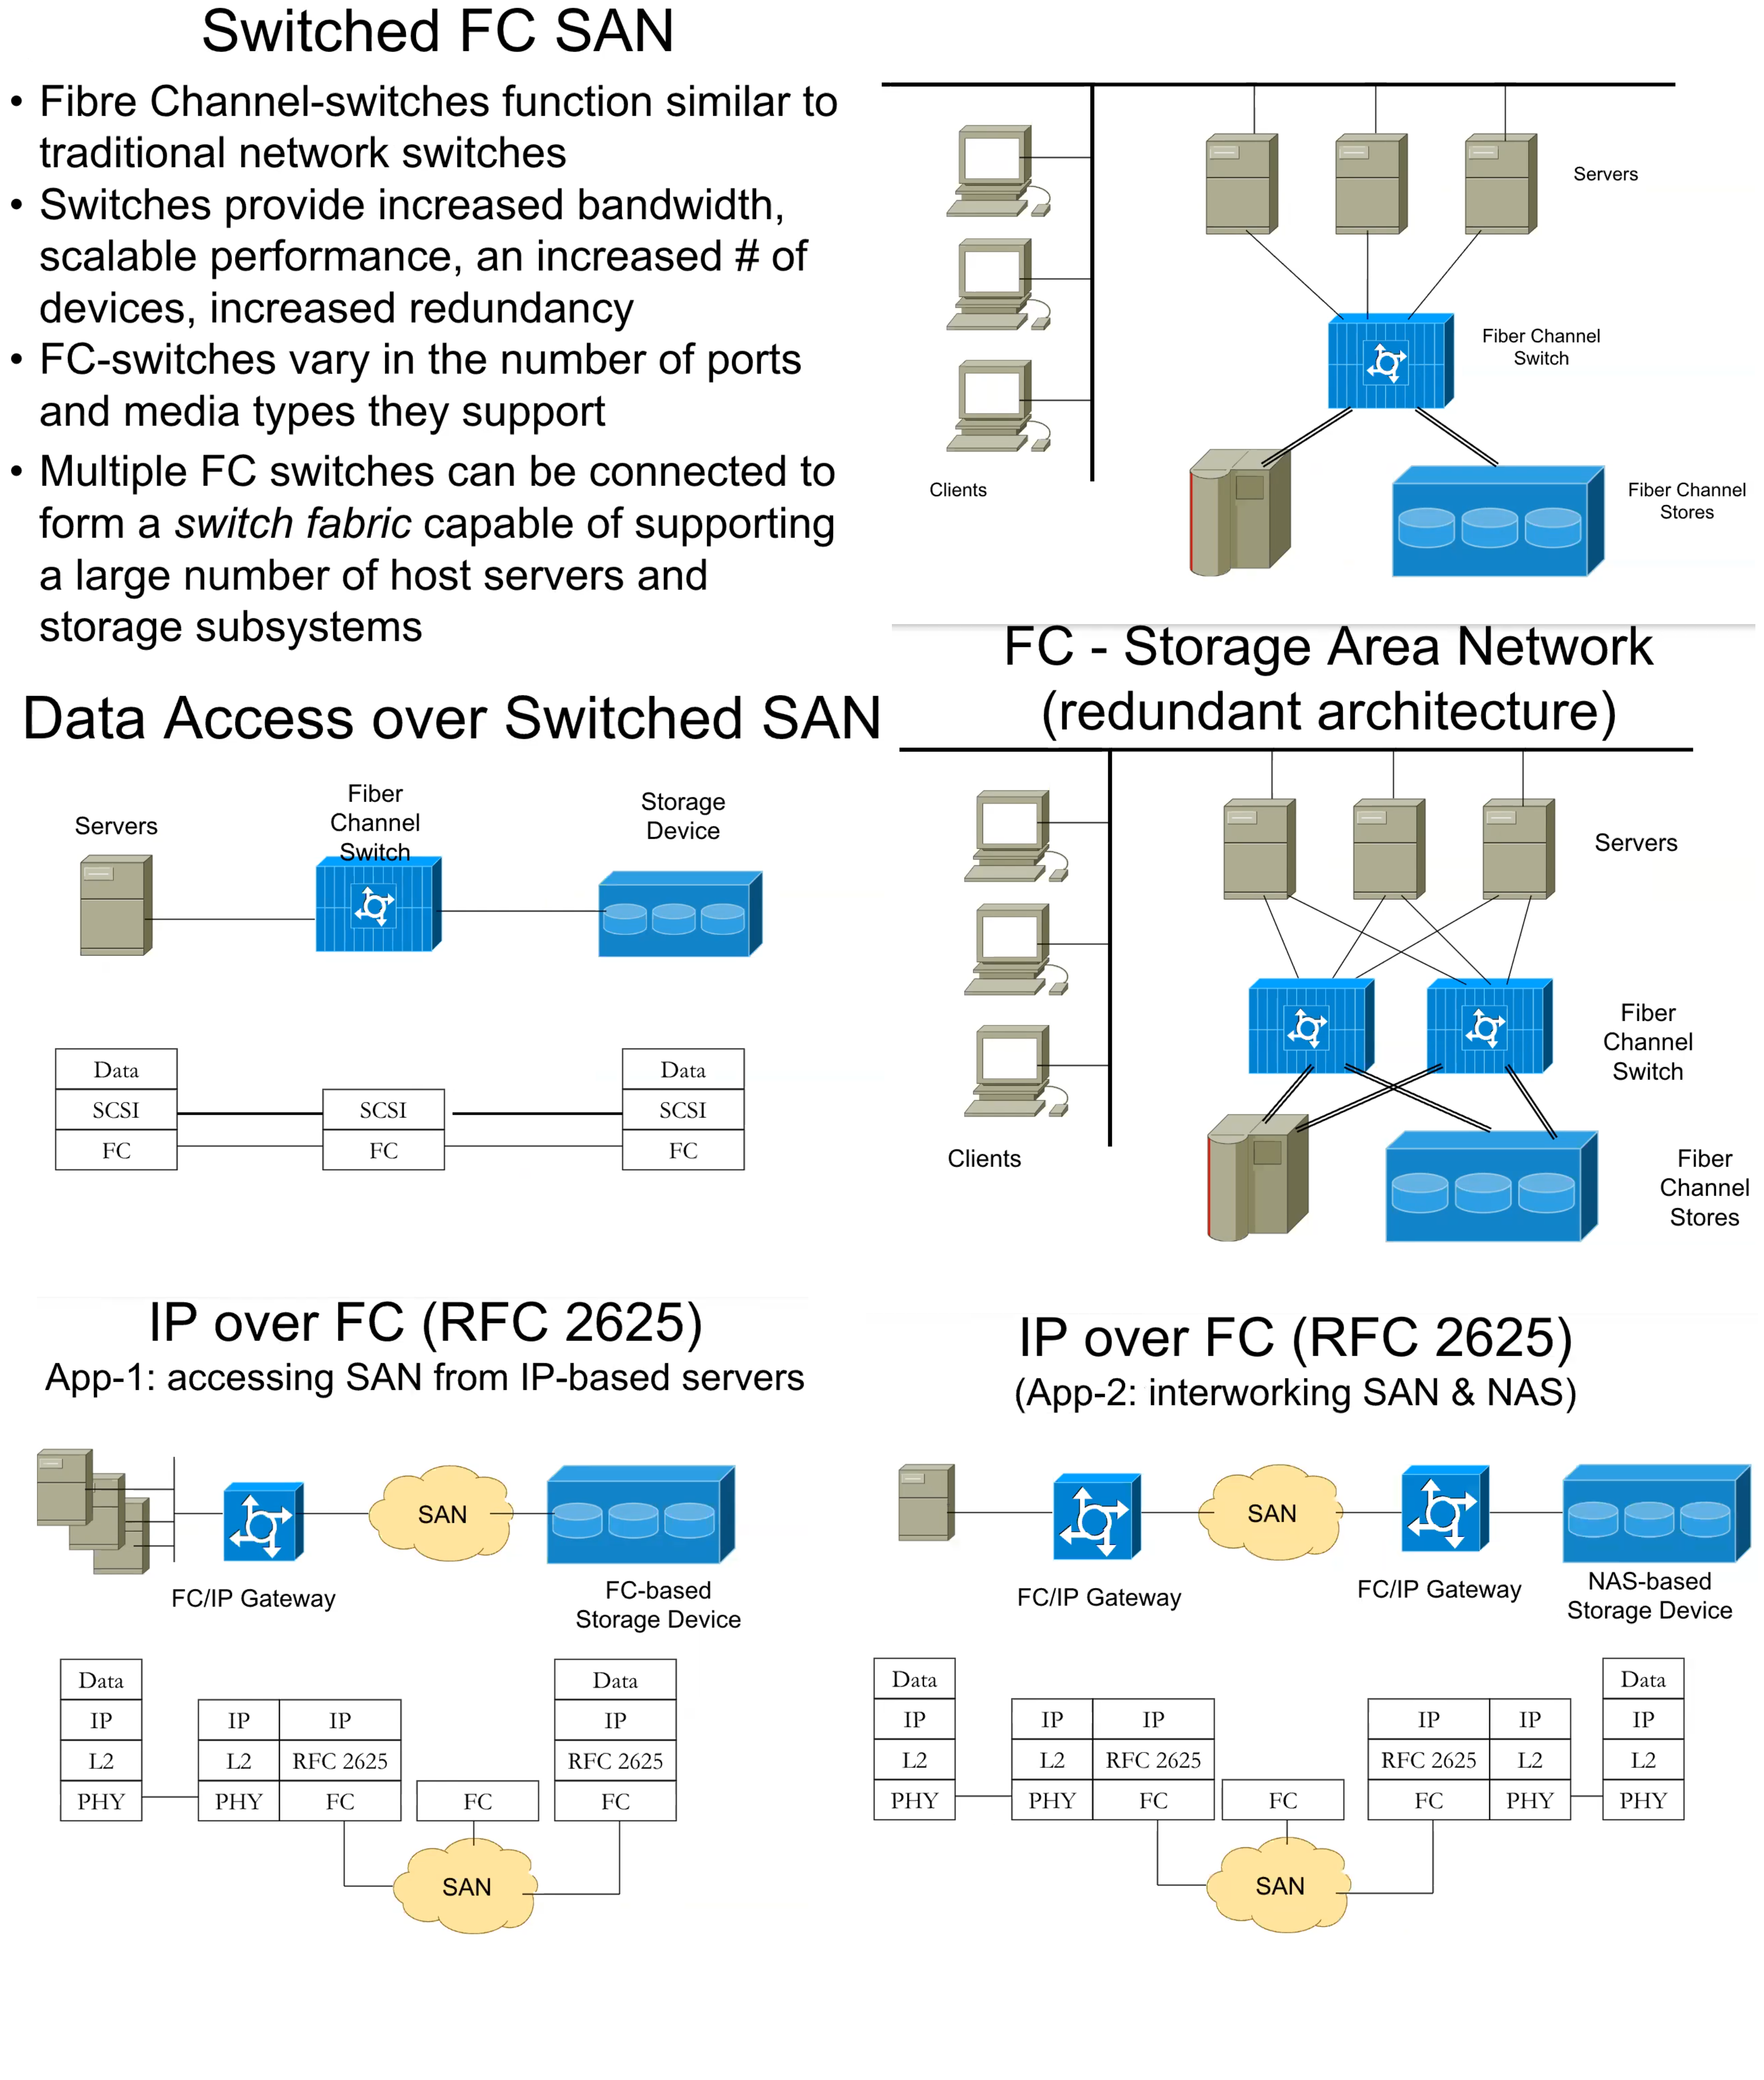 Switched FC SAN
• Fibre Channel-switches function similar to
traditional network switches
• Switches provide increased bandwidth,
scalable performance, an increased # of
devices, increased redundancy
• FC-switches vary in the number of ports
and media types they support
• Multiple FC switches can be connected to
form a switch fabric capable of supporting
a large number of host servers and
storage subsystems
Servers
Fiber Channel
Switch
Clients
Fiber Channel
Stores
Data Access over Switched SAN
Servers
Fiber
Channel
Switch
Storage
Device
Data
SCSI
FC
SCSI
FC
Data
SCSI
FC
FC - Storage Area Network
(redundant architecture)
Servers
Fiber
Channel
Switch
Clients
Fiber
Channel
Stores
IP over FC (RFC 2625)
App-1: accessing SAN from IP-based servers
SAN
FC/IP Gateway
FC-based
Storage Device
Data
IP
L2
PHY
IP
L2
PHY
IP
RFC 2625
FC
FC
Data
IP
RFC 2625
FC
SAN
IP over FC (RFC 2625)
(App-2: interworking SAN & NAS)
SAN
FC/IP Gateway
FC/IP Gateway
NAS-based
Storage Device
Data
IP
L2
PHY
IP
L2
PHY
IP
RFC 2625
FC
FC
IP
RFC 2625
FC
IP
L2
PHY
Data
IP
L2
PHY
SAN